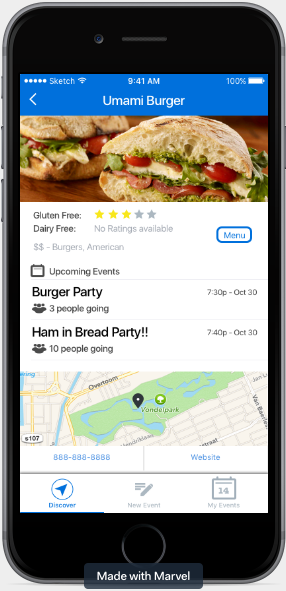 Sketch 9:41 AM 100%
Umami Burger
Gluten Free:
Dairy Free: No Ratings available
Menu
$$ - Burgers, American
Upcoming Events
Burger Party 7:30p - Oct 30
3 people going
Ham in Bread Party!! 7:40p - Oct 30
10 people going
Overtoom
Vondelpark
s107
888-888-8888 Website
14
Discover New Event My Events
Made with Marvel